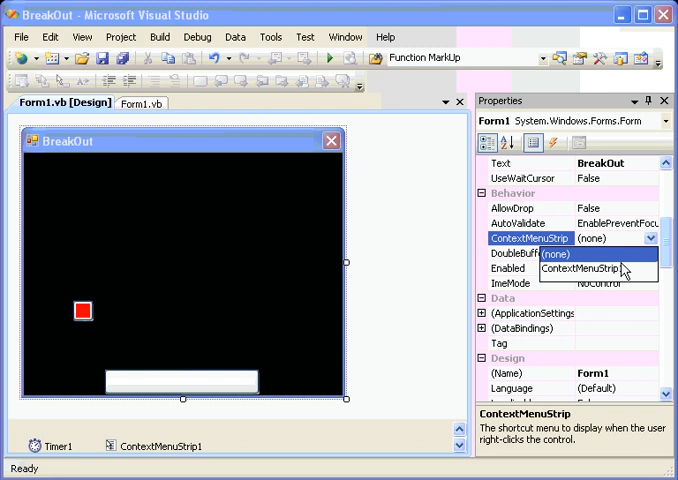 BreakOut - Microsoft Visual Studio
File Edit View Project Build Debug Data Tools Test Window Help
Function MarkUp
Form1.vb [Design] Form1.vb
BreakOut
Timer1 ContextMenuStrip1
Properties
Form1 System.Windows.Forms.Form
Text BreakOut
UseWaitCursor False
Behavior
AllowDrop False
AutoValidate EnablePreventFocu
ContextMenuStrip (none)
(none)
ContextMenuStrip
Enabled
ImeMode NoControl
Data
(ApplicationSettings
(DataBindings)
Tag
Design
(Name) Form1
Language (Default)
ContextMenuStrip
The shortcut menu to display when the user
right-clicks the control.
Ready